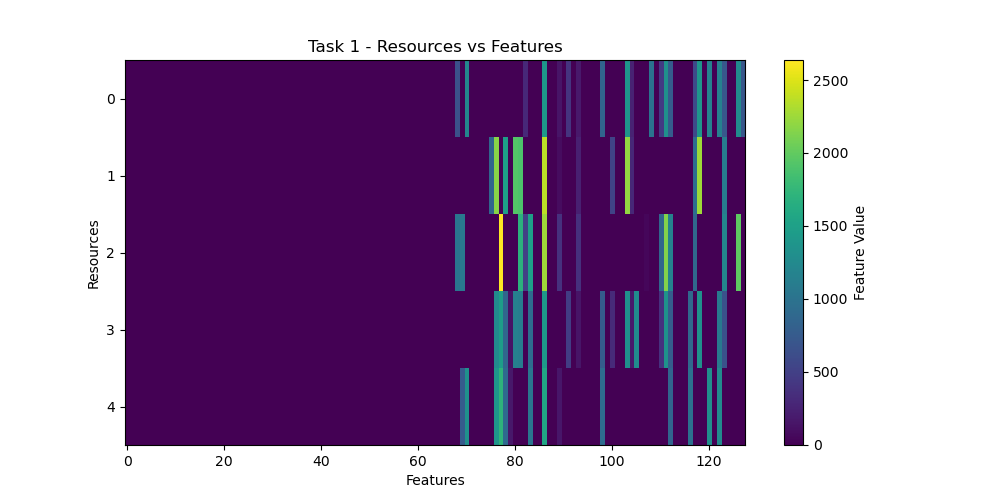 Task 1 - Resources vs Features
Resources
0
1
2
3
4
0 20 40 60 80 100 120
Features
2500
2000
1500
1000
500
0
Feature Value